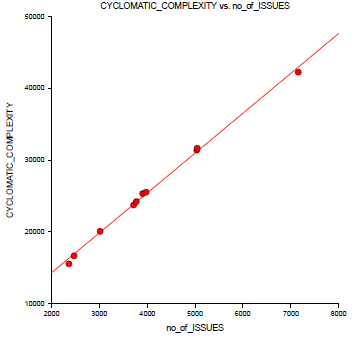 CYCLOMATIC_COMPLEXITY vs. no_of_ISSUES
50000
40000
30000
20000
10000
CYCLOMATIC_COMPLEXITY
2000 3000 4000 5000 6000 7000 8000
no_of_ISSUES